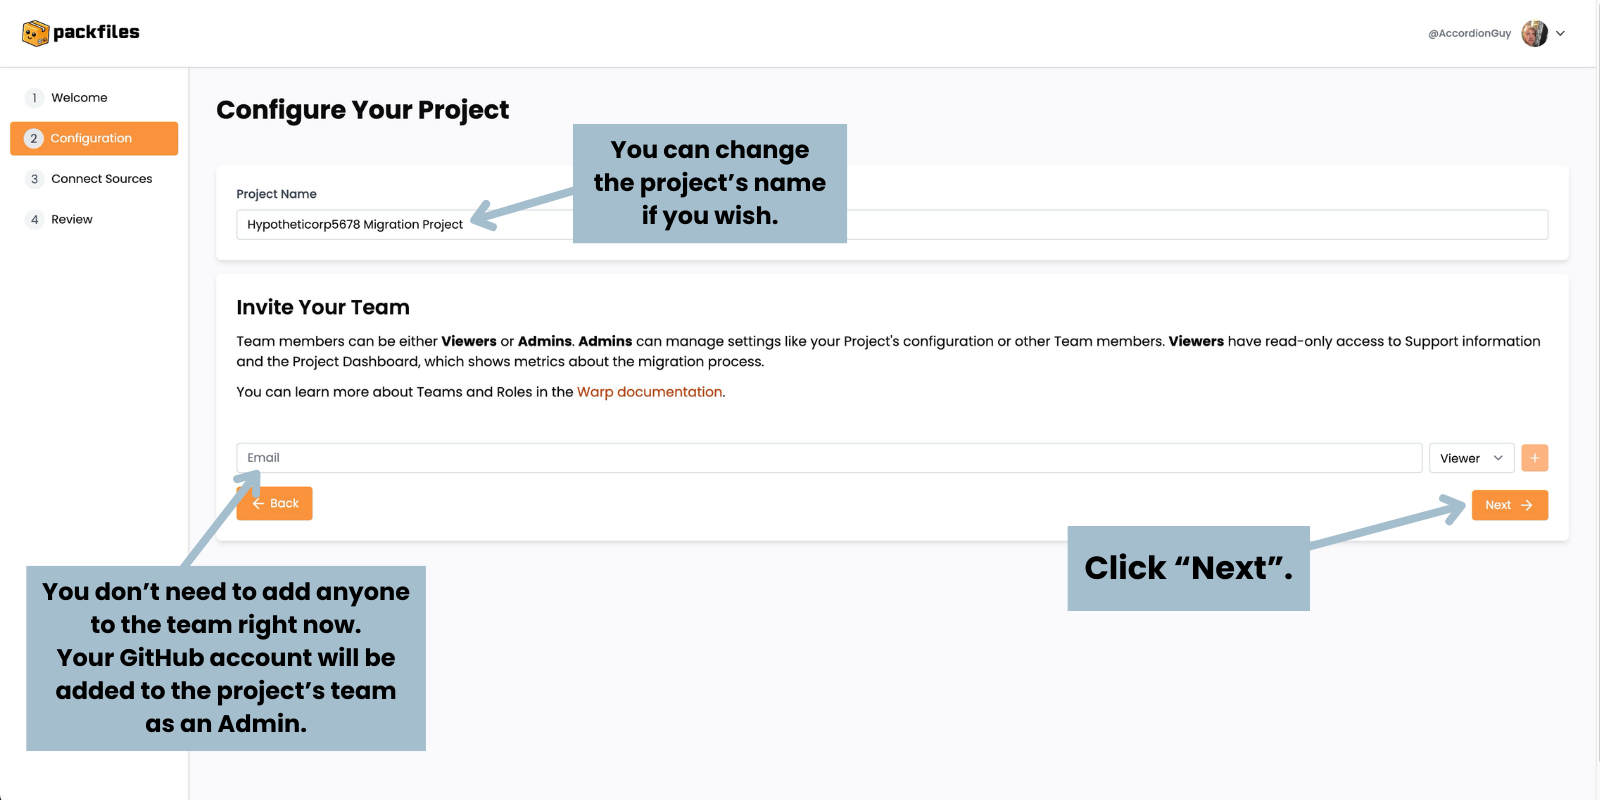 packfiles
@AccordionGuy
1 Welcome
2 Configuration
3 Connect Sources
4 Review
Configure Your Project
You can change
the project’s name
if you wish.
Project Name
Hypotheticorp5678 Migration Project
Invite Your Team
Team members can be either Viewers or Admins. Admins can manage settings like your Project's configuration or other Team members. Viewers have read-only access to Support information
and the Project Dashboard, which shows metrics about the migration process.
You can learn more about Teams and Roles in the Warp documentation.
Email
Viewer
+
← Back
Next →
Click “Next”.
You don’t need to add anyone
to the team right now.
Your GitHub account will be
added to the project’s team
as an Admin.